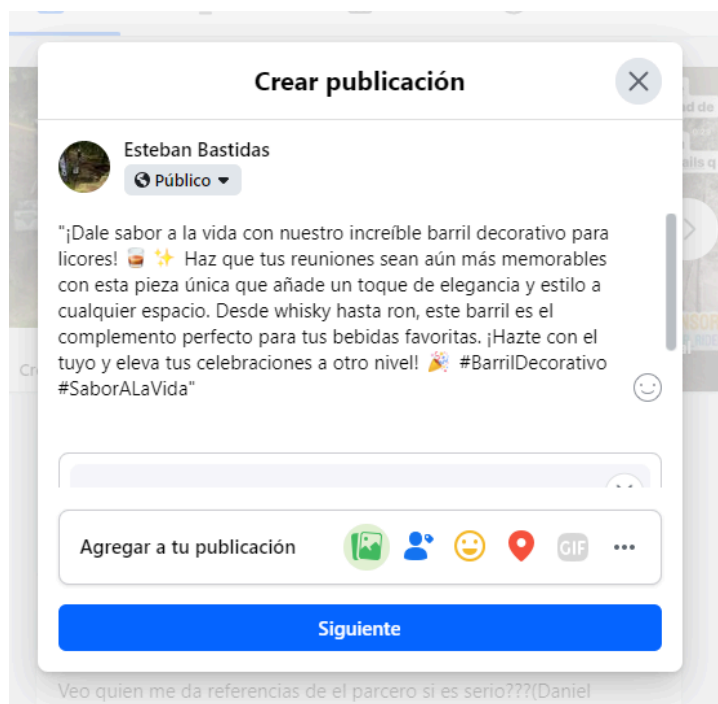 Crear publicación
Esteban Bastidas
Público
"¡Dale sabor a la vida con nuestro increíble barril decorativo para
licores! 🥃 ✨ Haz que tus reuniones sean aún más memorables
con esta pieza única que añade un toque de elegancia y estilo a
cualquier espacio. Desde whisky hasta ron, este barril es el
complemento perfecto para tus bebidas favoritas. ¡Hazte con el
tuyo y eleva tus celebraciones a otro nivel! 🎉 #BarrilDecorativo
#SaborALaVida"
Agregar a tu publicación
GIF
Siguiente
Veo quien me da referencias de el parcero si es serio???(Daniel